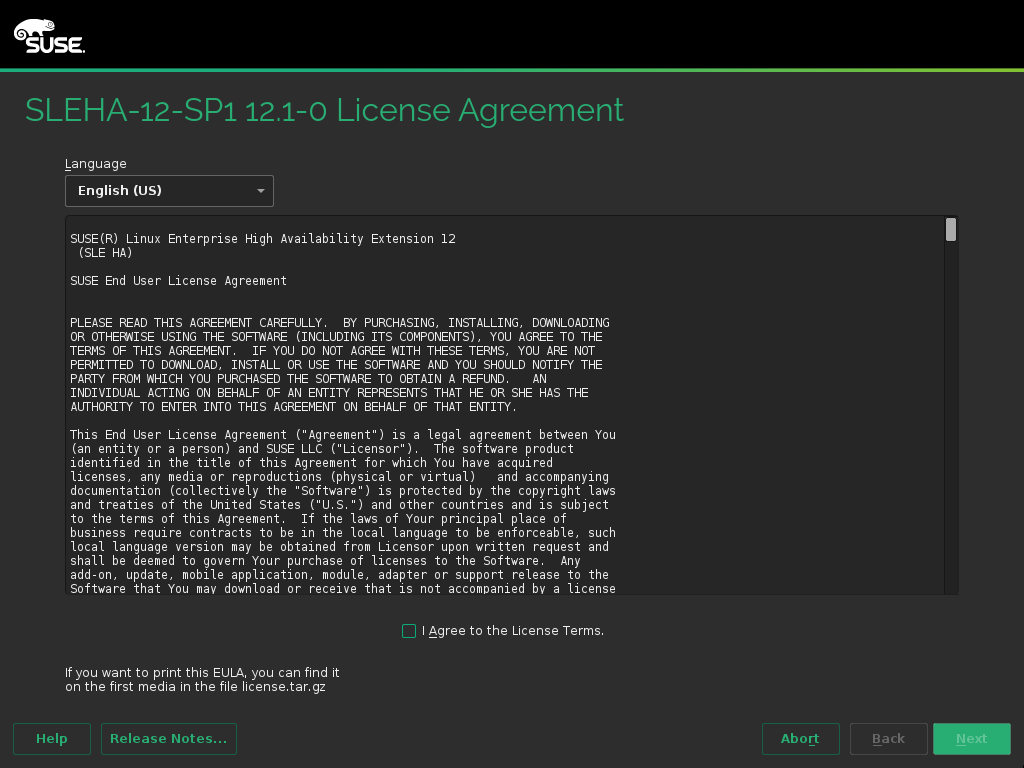 SUSE.
SLEHA-12-SP1 12.1-0 License Agreement
Language
English (US)
SUSE(R) Linux Enterprise High Availability Extension 12
(SLE HA)
SUSE End User License Agreement
PLEASE READ THIS AGREEMENT CAREFULLY.  BY PURCHASING, INSTALLING, DOWNLOADING
OR OTHERWISE USING THE SOFTWARE (INCLUDING ITS COMPONENTS), YOU AGREE TO THE
TERMS OF THIS AGREEMENT.  IF YOU DO NOT AGREE WITH THESE TERMS, YOU ARE NOT
PERMITTED TO DOWNLOAD, INSTALL OR USE THE SOFTWARE AND YOU SHOULD NOTIFY THE
PARTY FROM WHICH YOU PURCHASED THE SOFTWARE TO OBTAIN A REFUND.   AN
INDIVIDUAL ACTING ON BEHALF OF AN ENTITY REPRESENTS THAT HE OR SHE HAS THE
AUTHORITY TO ENTER INTO THIS AGREEMENT ON BEHALF OF THAT ENTITY.
This End User License Agreement ("Agreement") is a legal agreement between You
(an entity or a person) and SUSE LLC ("Licensor").  The software product
identified in the title of this Agreement for which You have acquired
licenses, any media or reproductions (physical or virtual)   and accompanying
documentation (collectively the "Software") is protected by the copyright laws
and treaties of the United States ("U.S.") and other countries and is subject
to the terms of this Agreement.  If the laws of Your principal place of
business require contracts to be in the local language to be enforceable, such
local language version may be obtained from Licensor upon written request and
shall be deemed to govern Your purchase of licenses to the Software.  Any
add-on, update, mobile application, module, adapter or support release to the
Software that You may download or receive that is not accompanied by a license
I Agree to the License Terms.
If you want to print this EULA, you can find it
on the first media in the file license.tar.gz
Help
Release Notes...
Abort
Back
Next